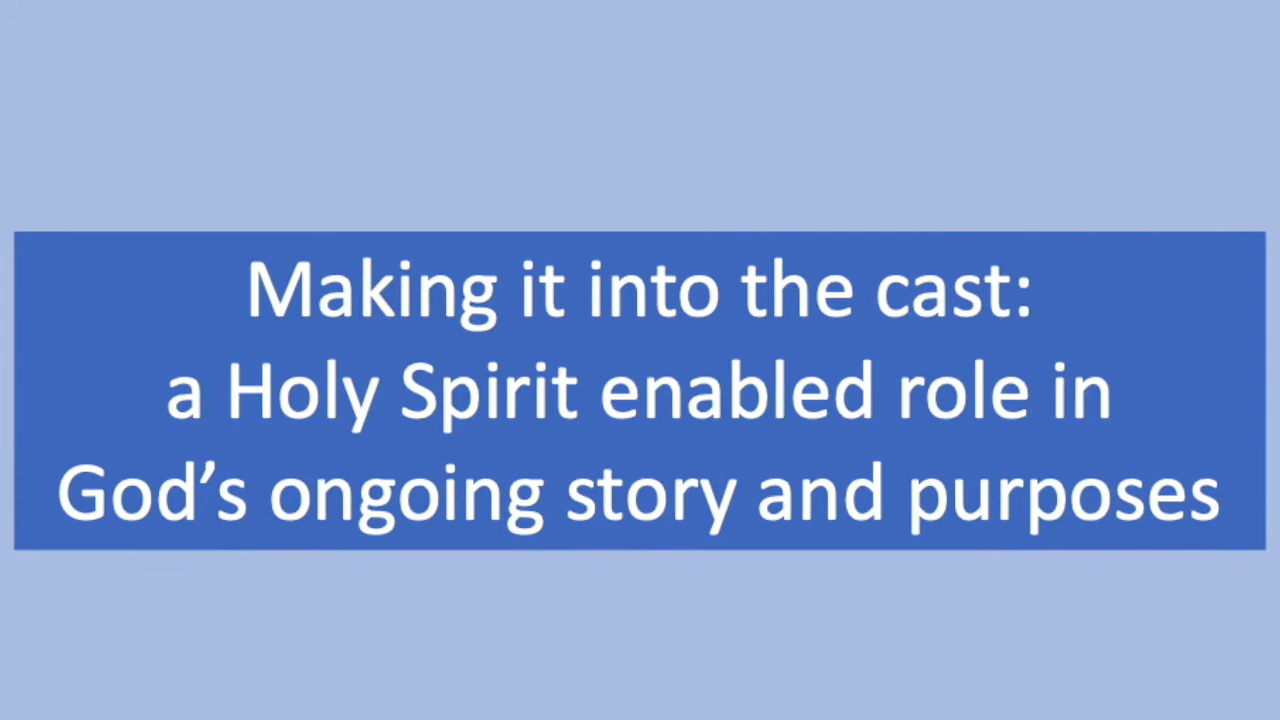 Making it into the cast:
a Holy Spirit enabled role in
God’s ongoing story and purposes